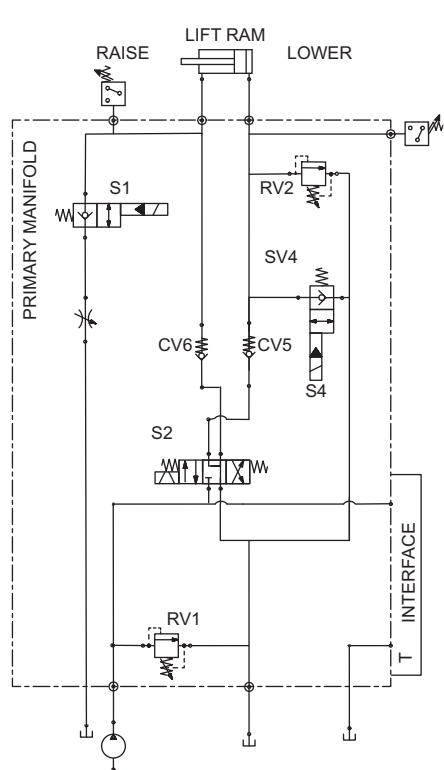 LIFT RAM
RAISE
LOWER
PRIMARY MANIFOLD
S1
RV2
SV4
CV6
CV5
S4
S2
RV1
T
INTERFACE